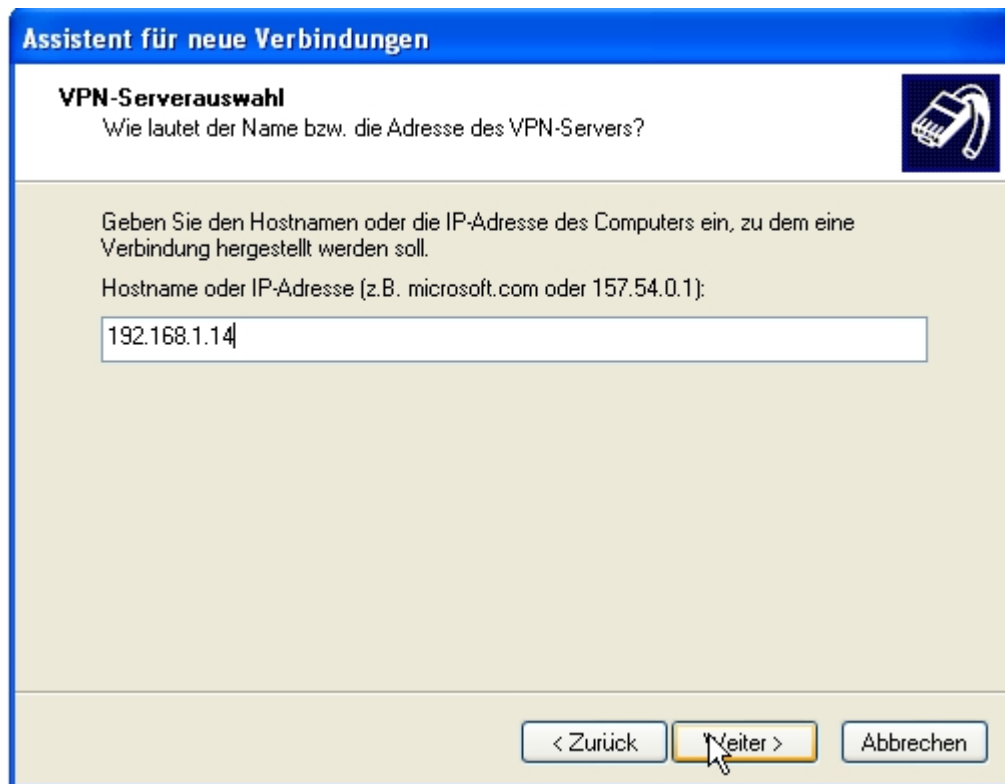 Assistent für neue Verbindungen
VPN-Serverauswahl
Wie lautet der Name bzw. die Adresse des VPN-Servers?
Geben Sie den Hostnamen oder die IP-Adresse des Computers ein, zu dem eine
Verbindung hergestellt werden soll.
Hostname oder IP-Adresse (z.B. microsoft.com oder 157.54.0.1):
192.168.1.14
< Zurück
Weiter >
Abbrechen